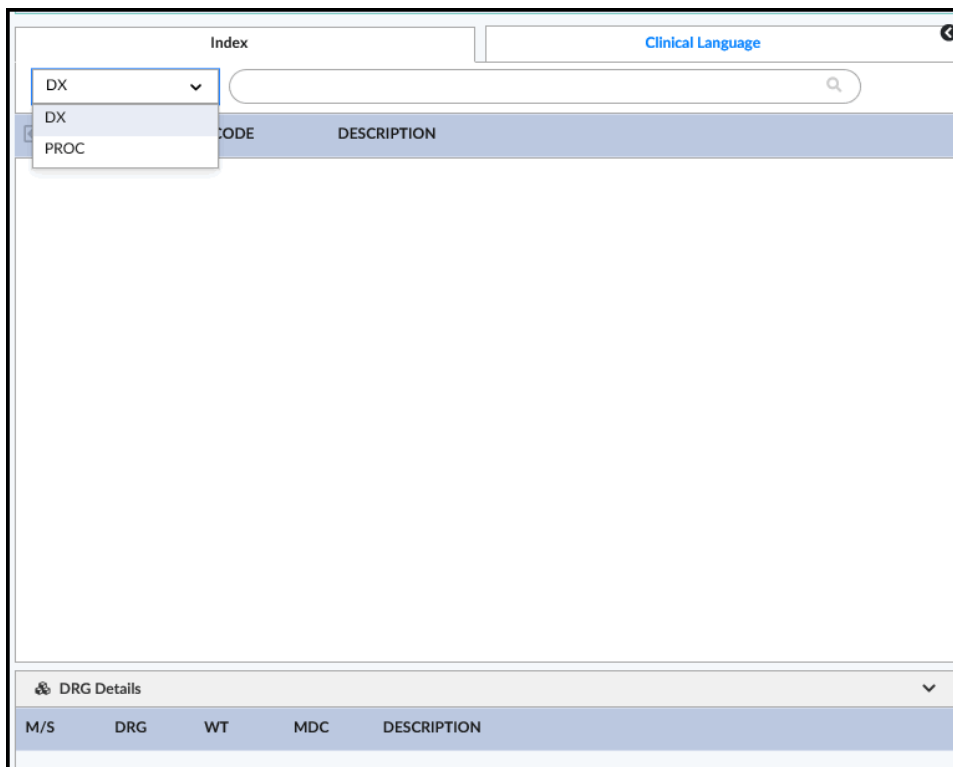 Index
Clinical Language
DX
DX
PROC
CODE DESCRIPTION
DRG Details
M/S DRG WT MDC DESCRIPTION